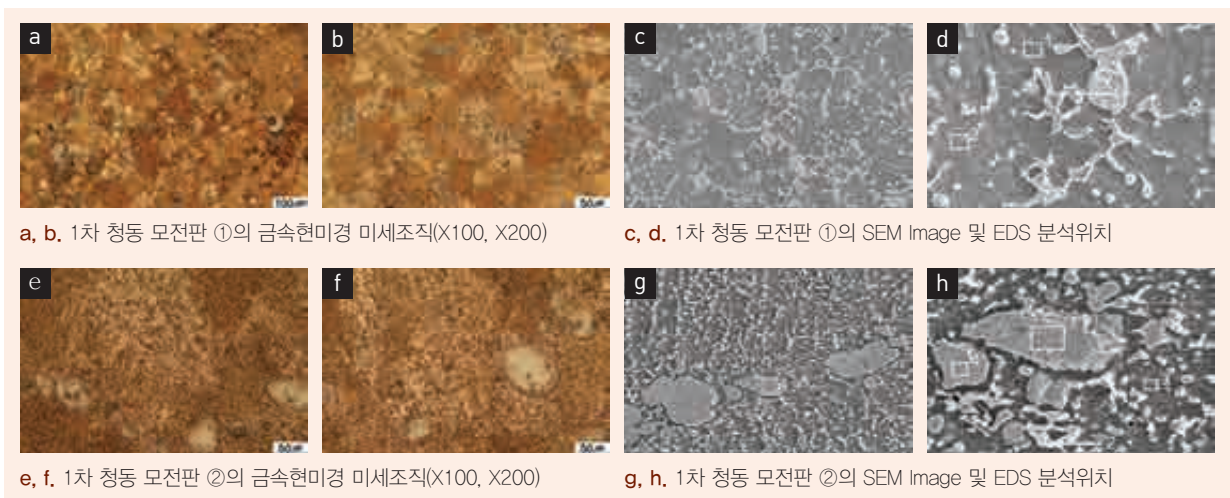 a
b
c
d
a, b. 1차 청동 모전판 ①의 금속현미경 미세조직(X100, X200)
c, d. 1차 청동 모전판 ①의 SEM Image 및 EDS 분석위치
e
f
g
h
e, f. 1차 청동 모전판 ②의 금속현미경 미세조직(X100, X200)
g, h. 1차 청동 모전판 ②의 SEM Image 및 EDS 분석위치